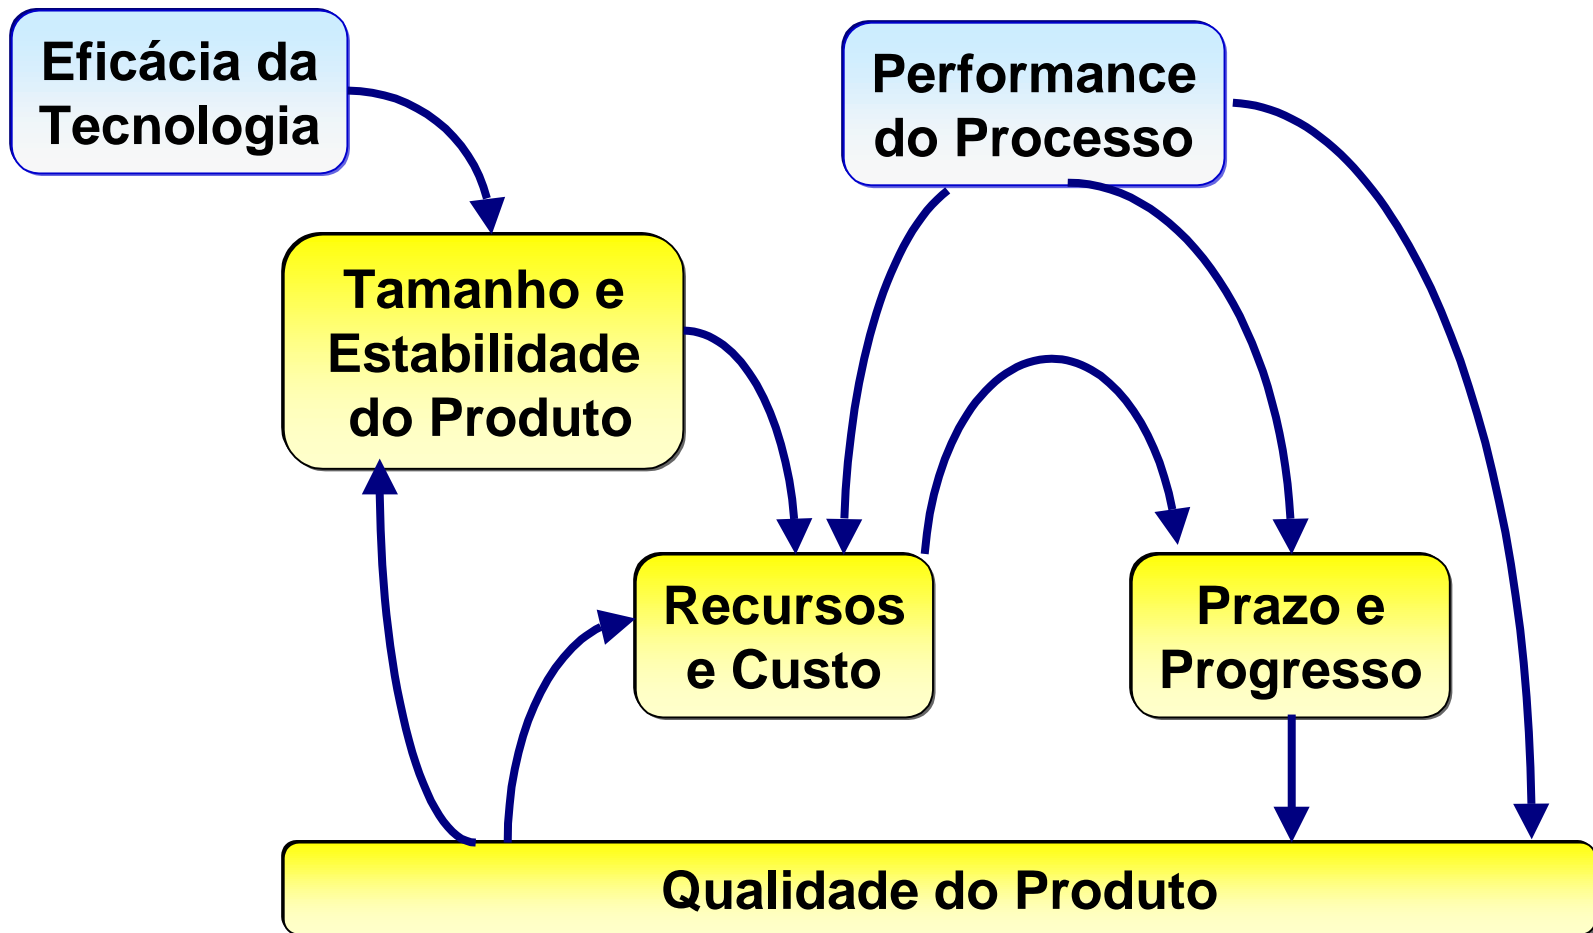 Eficácia da
Tecnologia
Performance
do Processo
Tamanho e
Estabilidade
do Produto
Recursos
e Custo
Prazo e
Progresso
Qualidade do Produto